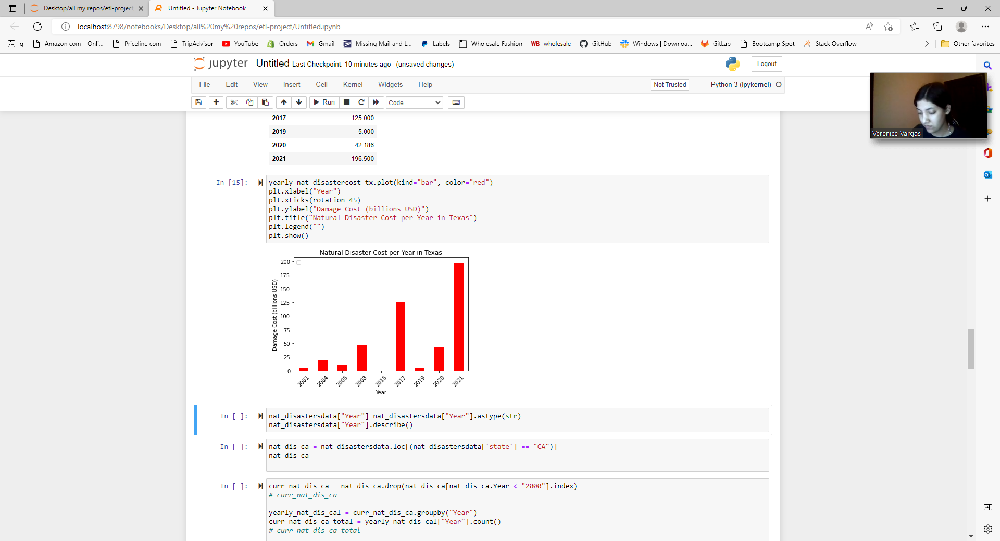 Desktop/all my repos/etl-project
Untitled - Jupyter Notebook
localhost:8798/notebooks/Desktop/all%20my%20repos/etl-project/Untitled.ipynb
g
Amazon com – Onli...
Priceline com
TripAdvisor
YouTube
Orders
Gmail
Missing Mail and L...
Labels
Wholesale Fashion
WB wholesale
GitHub
Windows | Downloa...
GitLab
Bootcamp Spot
Stack Overflow
Other favorites
jupyter Untitled Last Checkpoint: 10 minutes ago (unsaved changes)
Logout
File Edit View Insert Cell Kernel Widgets Help
Not Trusted
Python 3 (ipykernel)
Run
Code
Verenice Vargas
2017 125.000
2019 5.000
2020 42.186
2021 196.500
In [15]:
yearly_nat_disastercost_tx.plot(kind="bar", color="red")
plt.xlabel("Year")
plt.xticks(rotation=45)
plt.ylabel("Damage Cost (billions USD)")
plt.title("Natural Disaster Cost per Year in Texas")
plt.legend("")
plt.show()
Natural Disaster Cost per Year in Texas
Damage Cost (billions USD)
200
175
150
125
100
75
50
25
0
2001 2004 2005 2008 2015 2017 2019 2020 2021
Year
In [ ]:
nat_disastersdata["Year"]=nat_disastersdata["Year"].astype(str)
nat_disastersdata["Year"].describe()
In [ ]:
nat_dis_ca = nat_disastersdata.loc[(nat_disastersdata['state'] == "CA")]
nat_dis_ca
In [ ]:
curr_nat_dis_ca = nat_dis_ca.drop(nat_dis_ca[nat_dis_ca.Year < "2000"].index)
# curr_nat_dis_ca
yearly_nat_dis_cal = curr_nat_dis_ca.groupby("Year")
curr_nat_dis_ca_total = yearly_nat_dis_cal["Year"].count()
# curr_nat_dis_ca_total